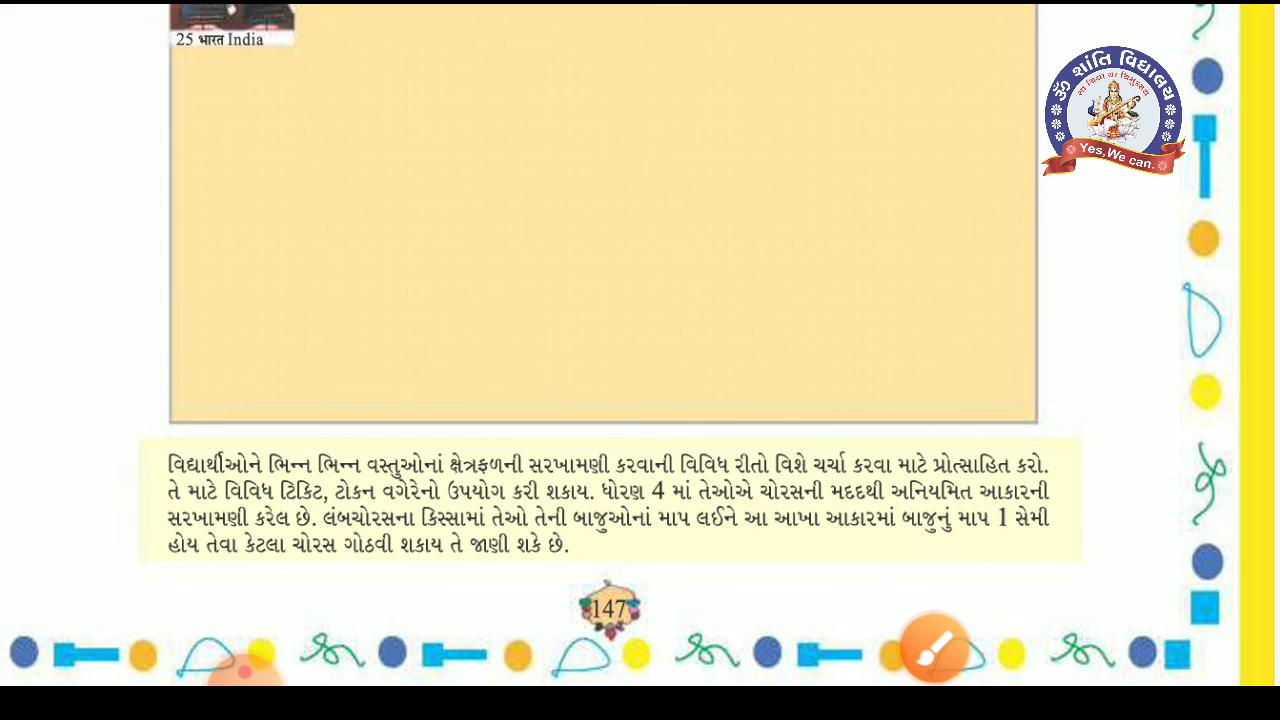 25 भारत India
ૐ શાંતિ વિદ્યાલય
Yes, We can.
વિદ્યાર્થીઓને ભિન્ન ભિન્ન વસ્તુઓનાં ક્ષેત્રફળની સરખામણી કરવાની વિવિધ રીતો વિશે ચર્ચા કરવા માટે પ્રોત્સાહિત કરો.
તે માટે વિવિધ ટિકિટ, ટોકન વગેરેનો ઉપયોગ કરી શકાય. ધોરણ 4 માં તેઓએ ચોરસની મદદથી અનિયમિત આકારની
સરખામણી કરેલ છે. લંબચોરસના કિસ્સામાં તેઓ તેની બાજુઓનાં માપ લઈને આ આખા આકારમાં બાજુનું માપ 1 સેમી
હોય તેવા કેટલા ચોરસ ગોઠવી શકાય તે જાણી શકે છે.
147